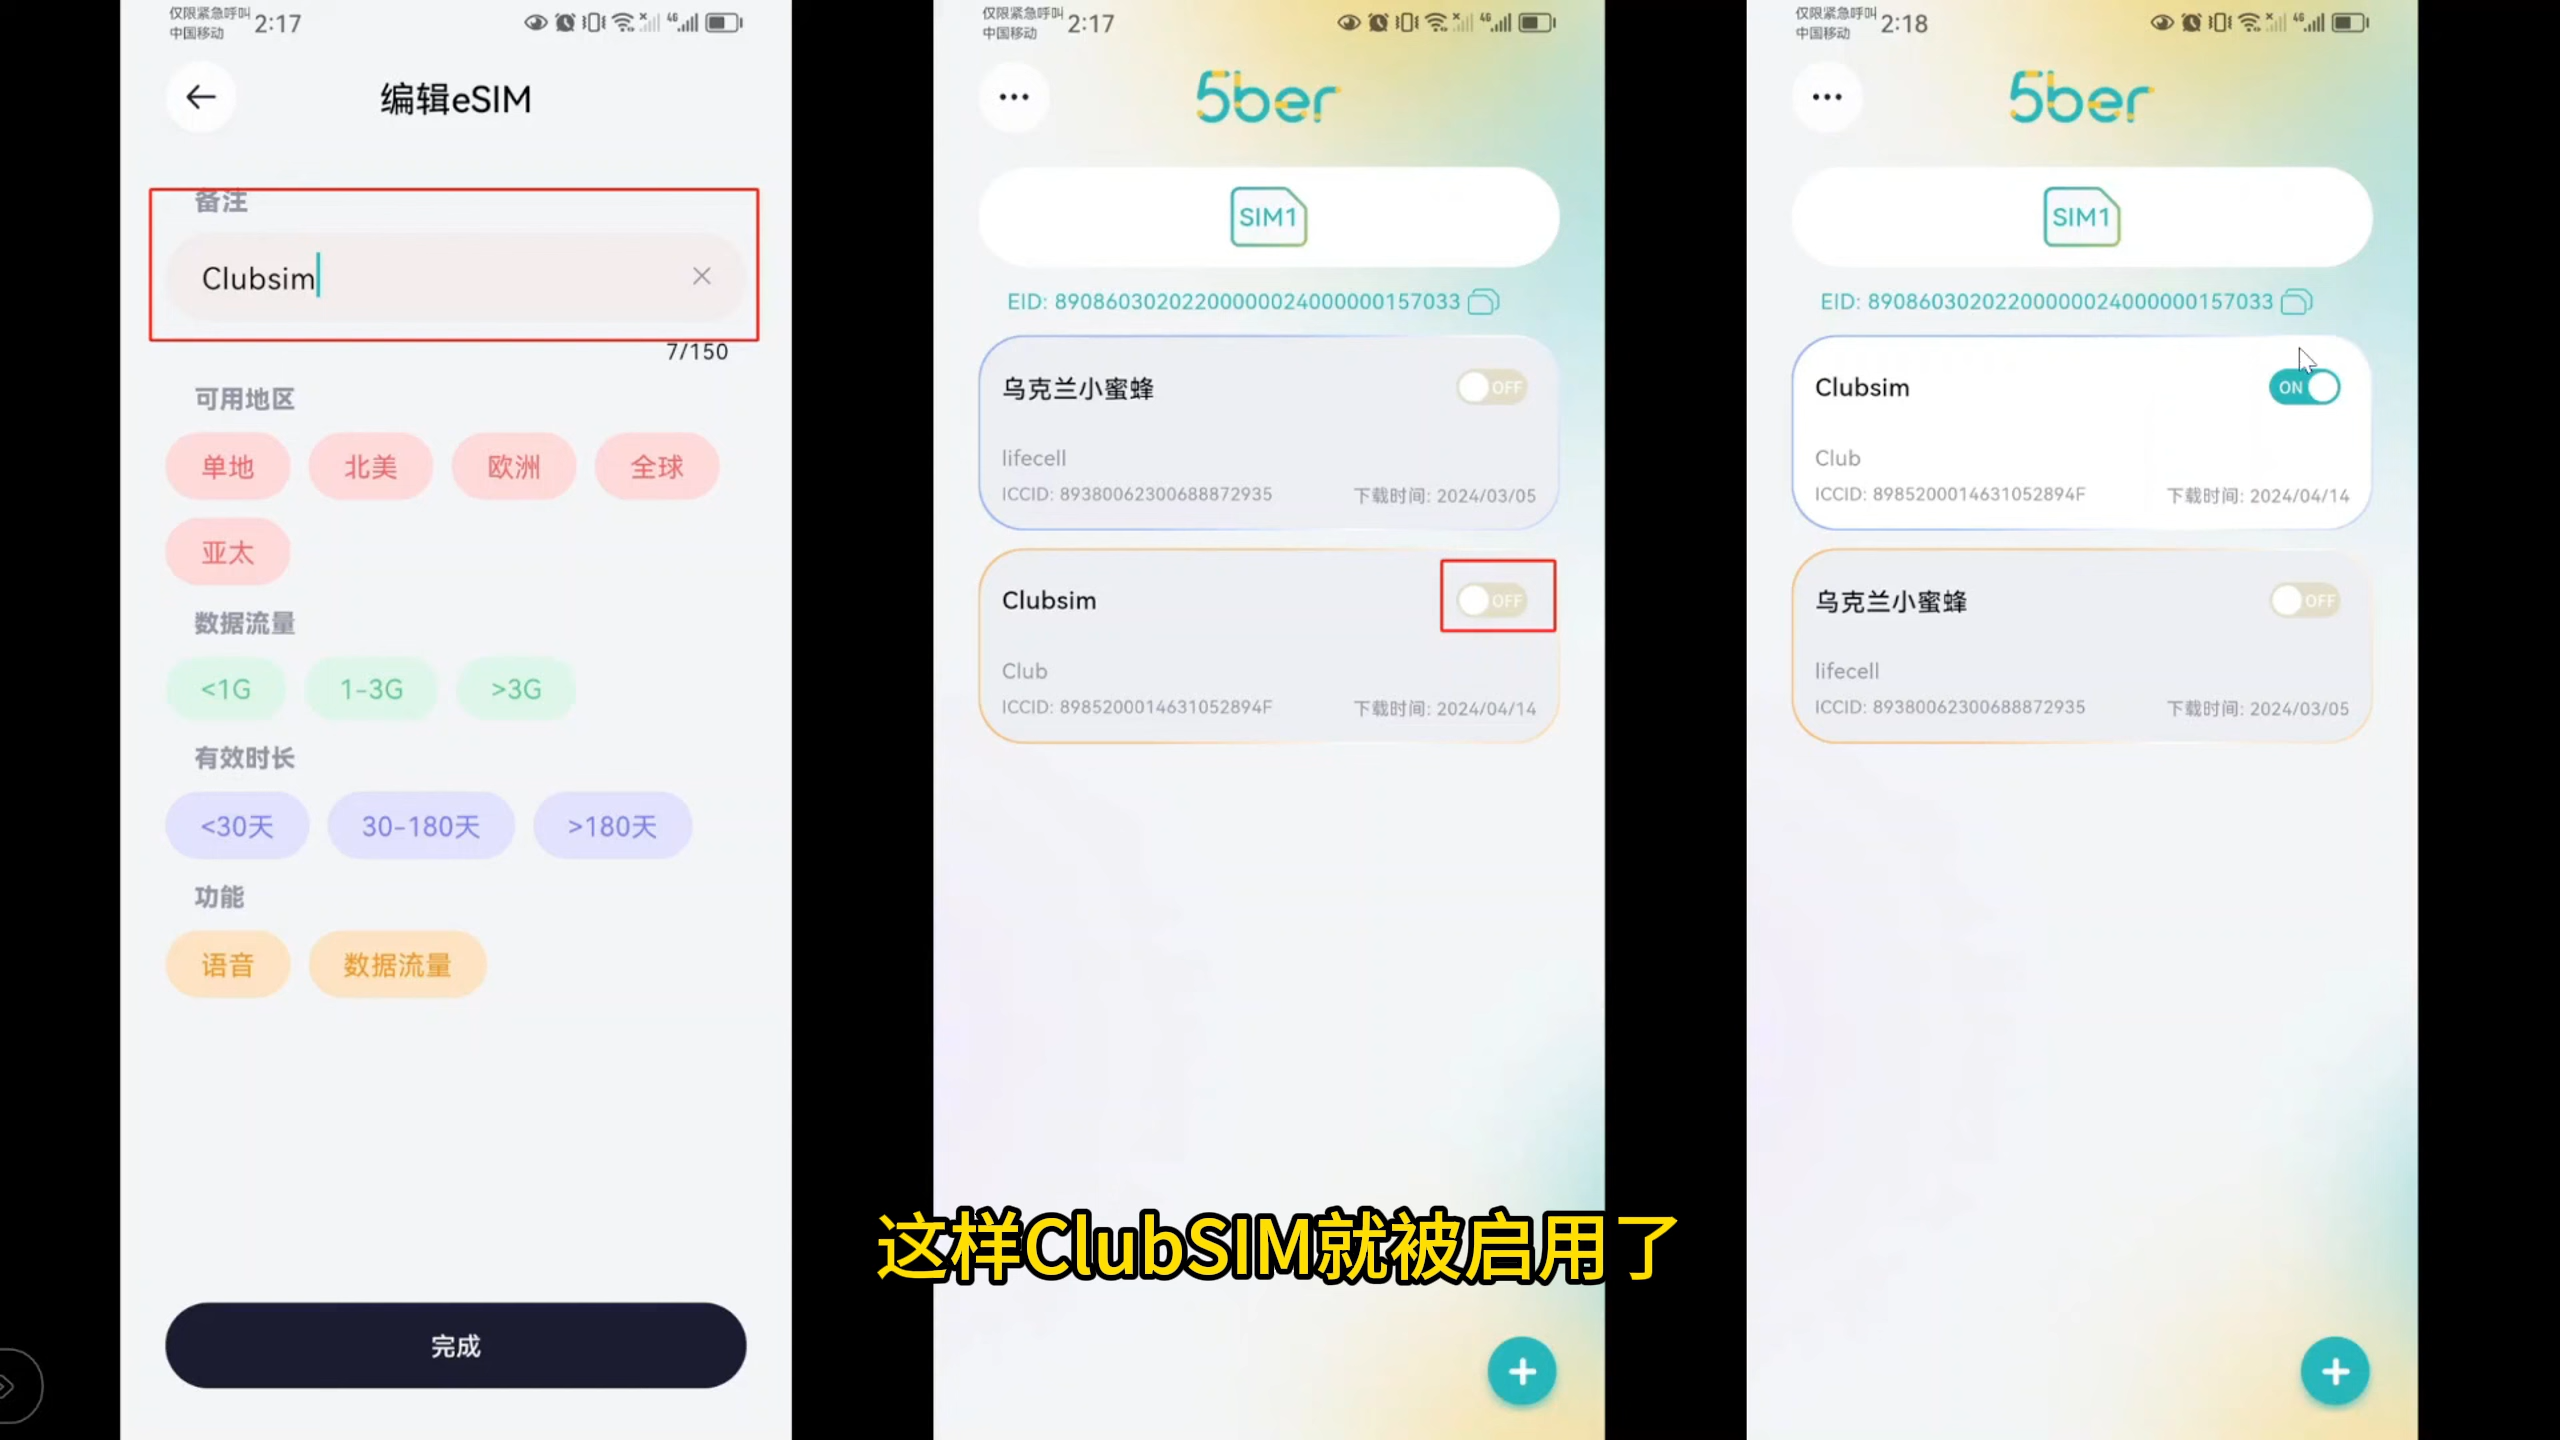 仅限紧急呼叫
中国移动
2:17
4G
编辑eSIM
备注
Clubsim
7/150
可用地区
单地
北美
欧洲
全球
亚太
数据流量
<1G
1-3G
>3G
有效时长
<30天
30-180天
>180天
功能
语音
数据流量
完成
仅限紧急呼叫
中国移动
2:17
4G
5ber
SIM1
EID: 89086030202200000024000000157033
乌克兰小蜜蜂
OFF
lifecell
ICCID: 89380062300688872935
下载时间: 2024/03/05
Clubsim
OFF
Club
ICCID: 8985200014631052894F
下载时间: 2024/04/14
仅限紧急呼叫
中国移动
2:18
4G
5ber
SIM1
EID: 89086030202200000024000000157033
Clubsim
ON
Club
ICCID: 8985200014631052894F
下载时间: 2024/04/14
乌克兰小蜜蜂
OFF
lifecell
ICCID: 89380062300688872935
下载时间: 2024/03/05
这样ClubSIM就被启用了